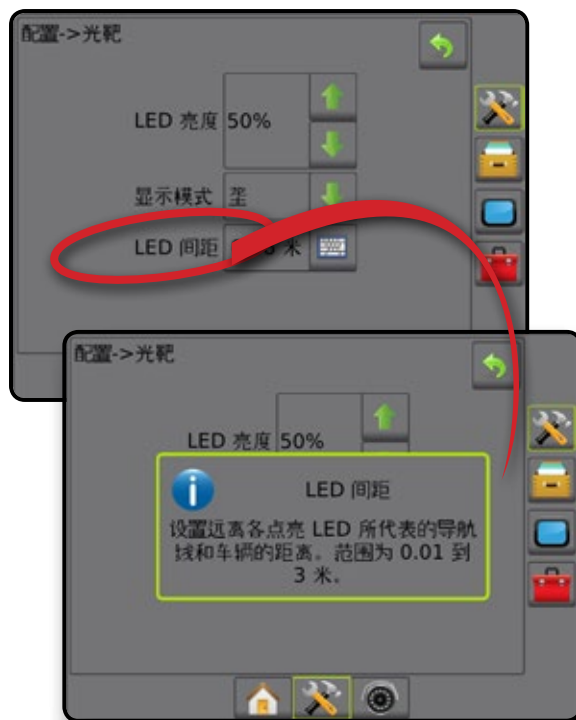 配置->光靶
LED 亮度 50%
显示模式 垄
LED 间距 米
配置->光靶
LED 亮度 50%
LED 间距
设置远离各点亮 LED 所代表的导航
线和车辆的距离。范围为 0.01 到
3 米。